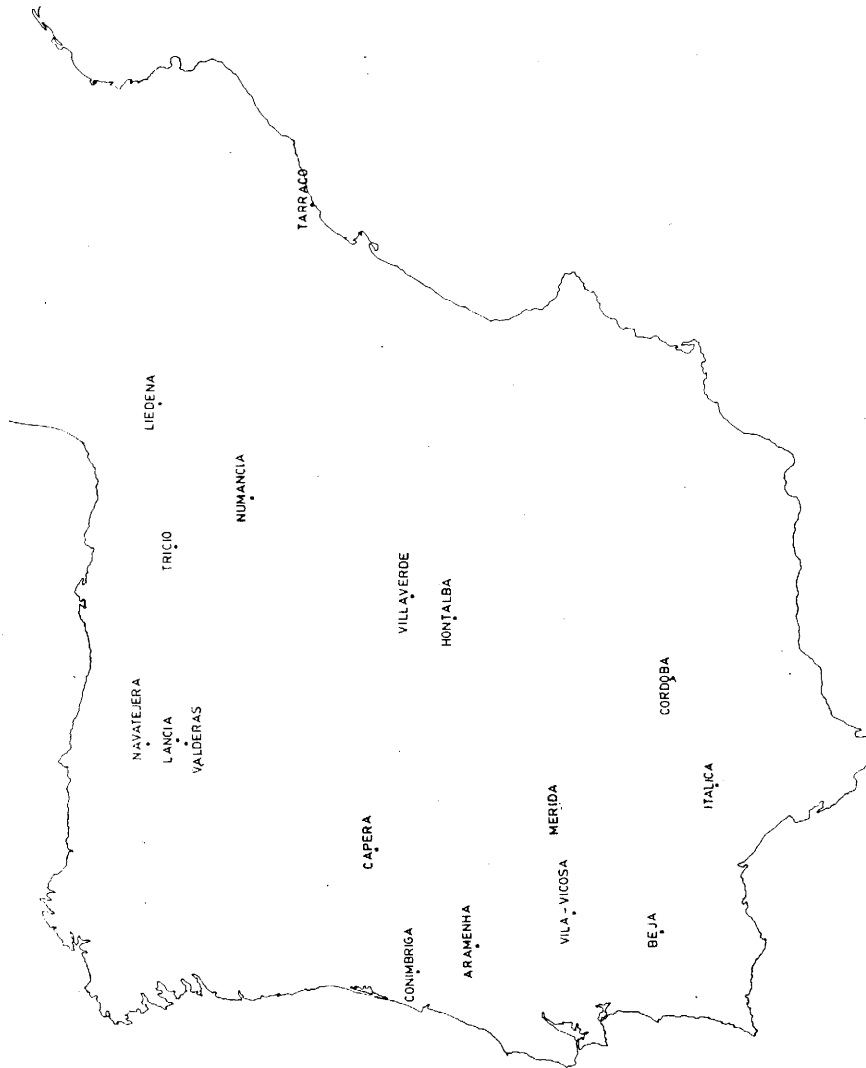 NAVATEJERA
LANCIA
VALDERAS
TRICIO
LIEDENA
NUMANCIA
TARRACO
CAPERA
VILLAVERDE
HONTALBA
CONIMBRIGA
ARAMENHA
VILA-VICOSA
MERIDA
BEJA
CORDOBA
ITALICA